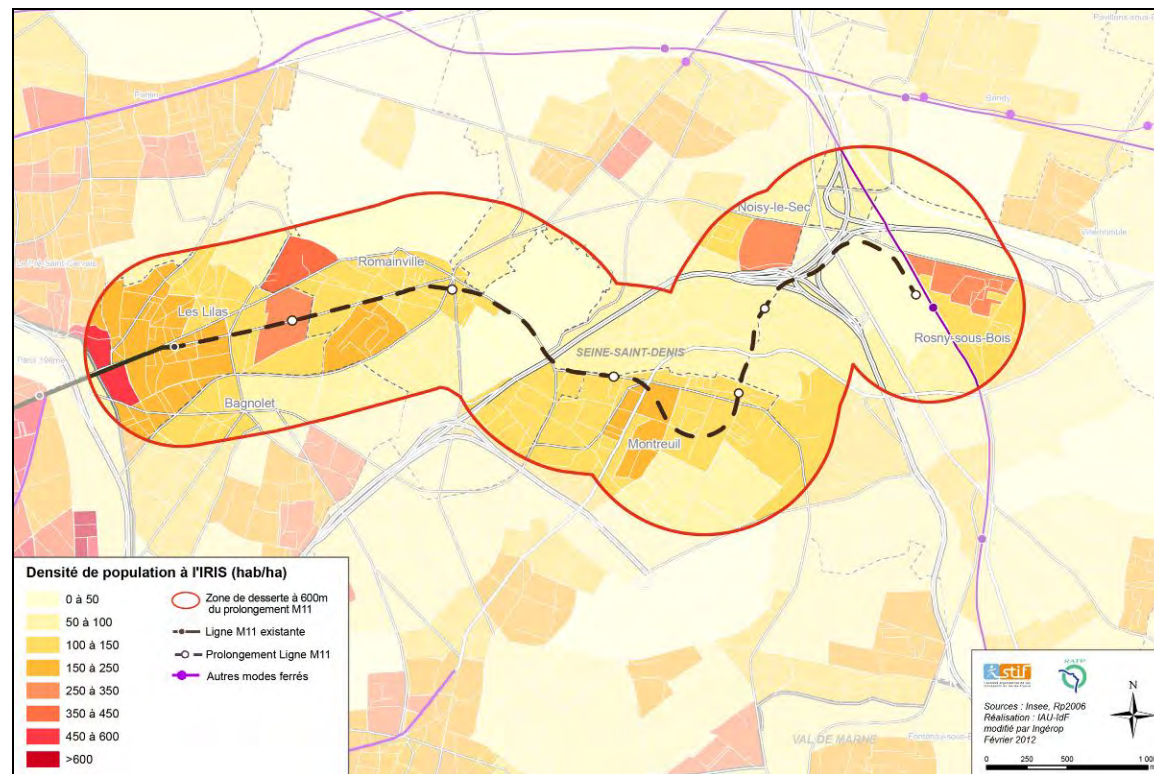 Pavillons-sous-B
Pantin
Bondy
Noisy-le-Sec
Villemomble
Le Pré-Saint-Gervais
Romainville
Les Lilas
Rosny-sous-Bois
Paris 19ème
SEINE-SAINT-DENIS
Bagnolet
Montreuil
Densité de population à l'IRIS (hab/ha)
0 à 50
50 à 100
100 à 150
150 à 250
250 à 350
350 à 450
450 à 600
>600
Zone de desserte à 600m
du prolongement M11
Ligne M11 existante
Prolongement Ligne M11
Autres modes ferrés
VAL DE MARNE
Fontenay-sous-B
stif
RATP
N
Sources : Insee, Rp2006
Réalisation : IAU-IdF
modifié par Ingérop
Février 2012
0 250 500 1 00